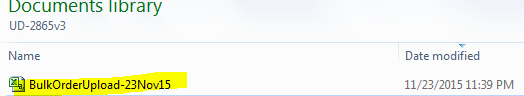 Documents library
UD-2865v3
Name Date modified
BulkOrderUpload-23Nov15 11/23/2015 11:39 PM